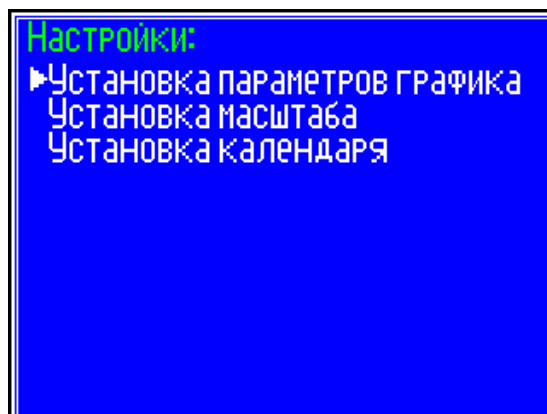 Настройки:
Установка параметров графика
Установка масштаба
Установка календаря